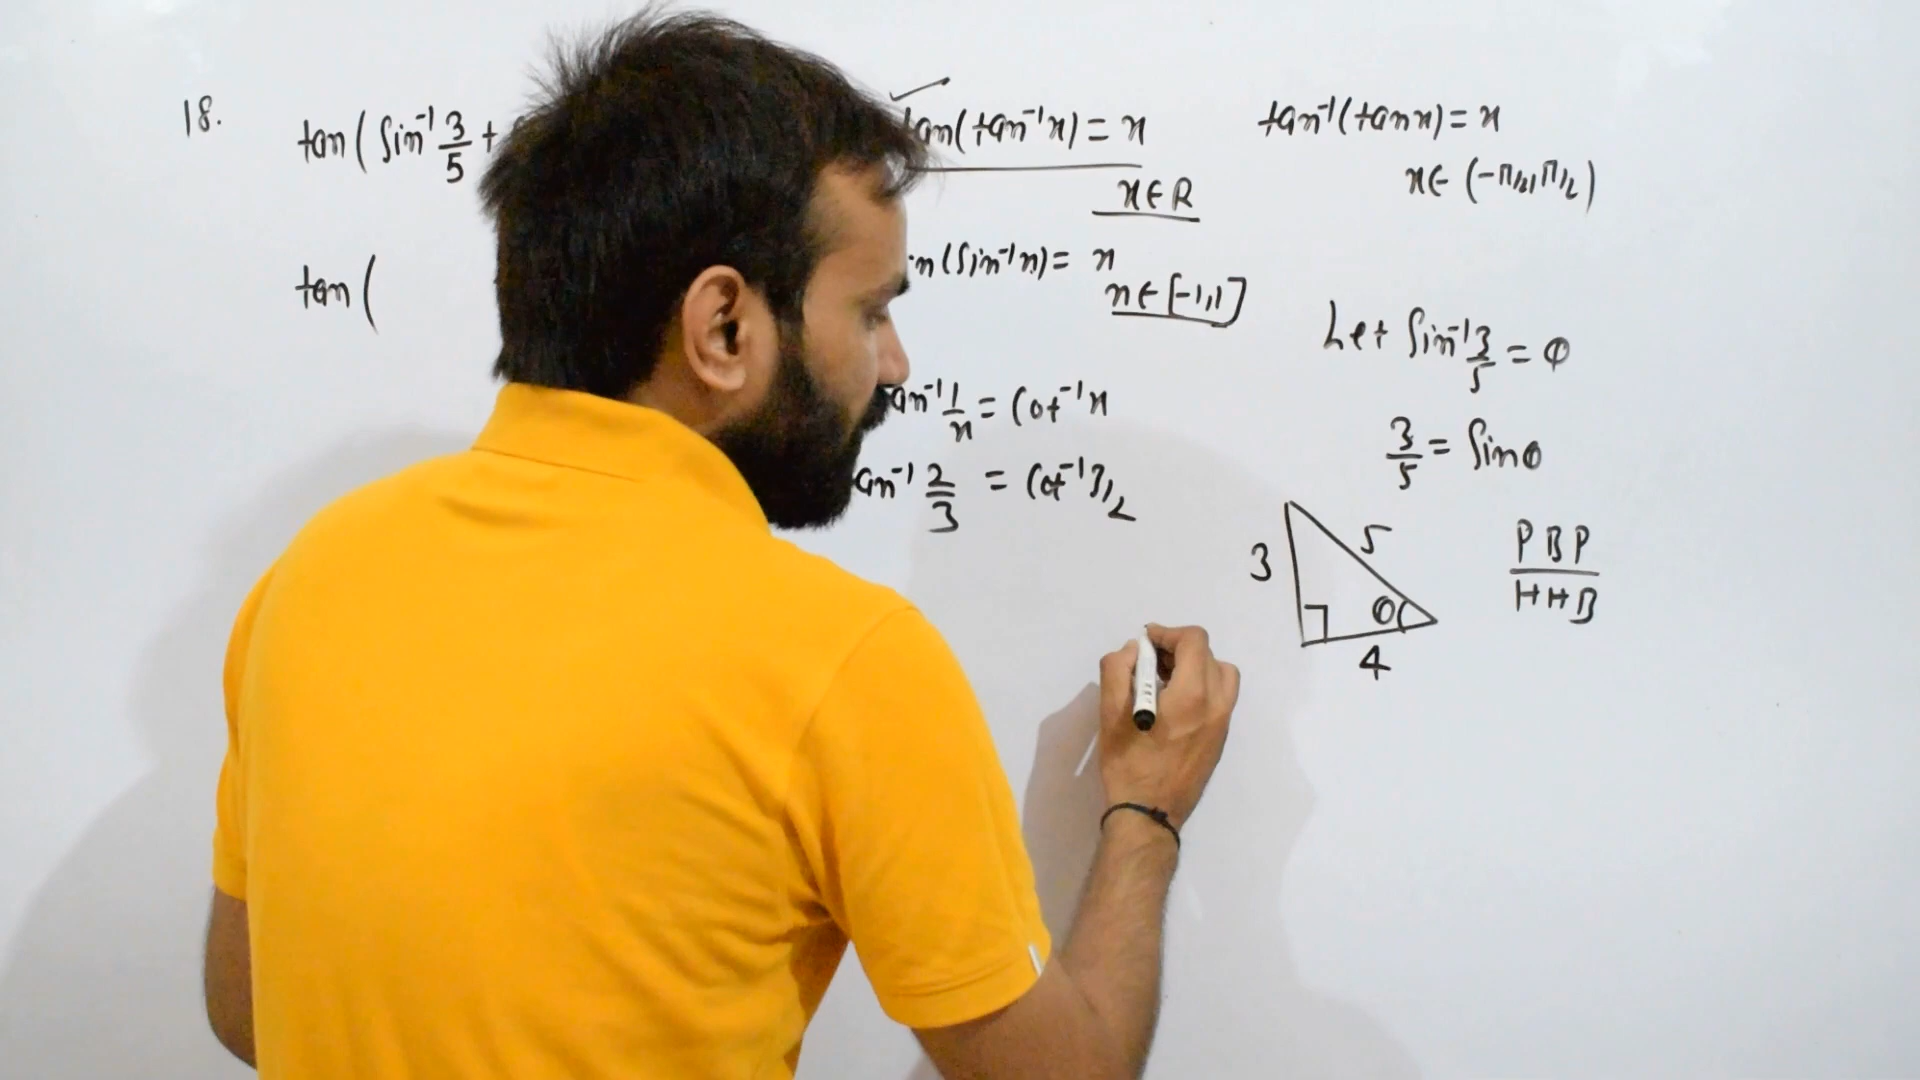 18.
tan ( Sin⁻¹ 3/5 +
tan (
tan(tan⁻¹x) = x
x ∈ R
n (Sin⁻¹x) = x
x ∈ [-1,1]
an⁻¹ 1/x = Cot⁻¹x
an⁻¹ 2/3 = Cot⁻¹ 3/2
tan⁻¹(tanx) = x
x ∈ (-π/2, π/2)
Let Sin⁻¹ 3/5 = θ
3/5 = Sinθ
3
5
θ
4
P B P
H H B